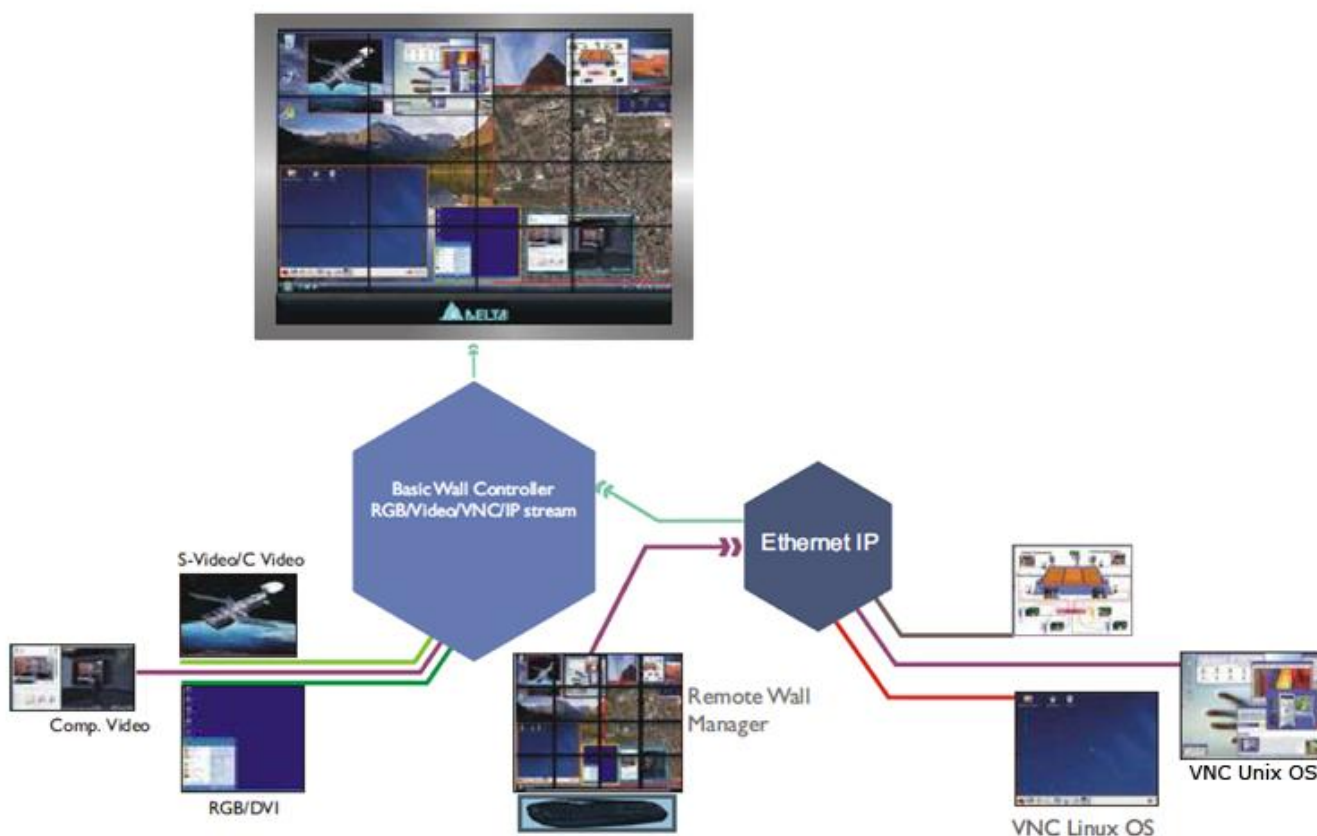 DELTA
Basic Wall Controller
RGB/Video/VNC/IP stream
Ethernet IP
S-Video/C Video
Comp. Video
RGB/DVI
Remote Wall
Manager
VNC Unix OS
VNC Linux OS